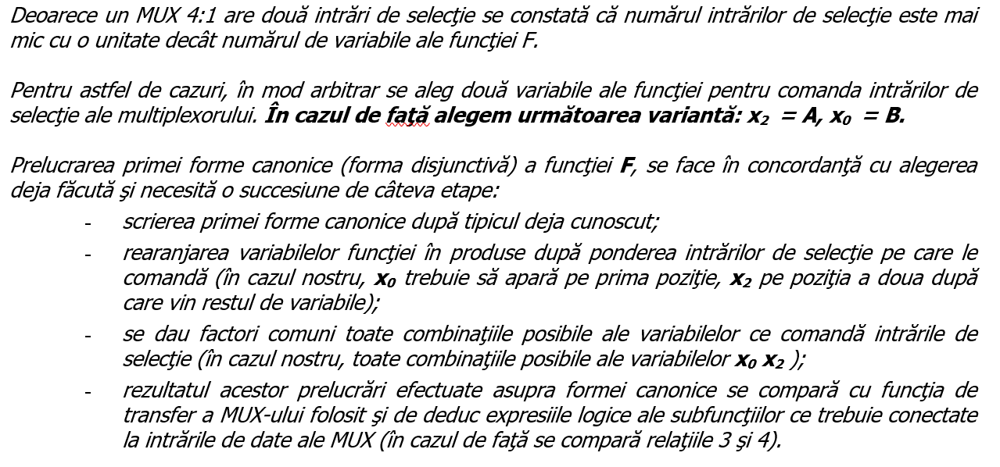 Deoarece un MUX 4:1 are două intrări de selecţie se constată că numărul intrărilor de selecţie este mai
mic cu o unitate decât numărul de variabile ale funcţiei F.
Pentru astfel de cazuri, în mod arbitrar se aleg două variabile ale funcţiei pentru comanda intrărilor de
selecţie ale multiplexorului. În cazul de faţă alegem următoarea variantă: x₂ = A, x₀ = B.
Prelucrarea primei forme canonice (forma disjunctivă) a funcţiei F, se face în concordanţă cu alegerea
deja făcută şi necesită o succesiune de câteva etape:
- scrierea primei forme canonice după tipicul deja cunoscut;
- rearanjarea variabilelor funcţiei în produse după ponderea intrărilor de selecţie pe care le
comandă (în cazul nostru, x₀ trebuie să apară pe prima poziţie, x₂ pe poziţia a doua după
care vin restul de variabile);
- se dau factori comuni toate combinaţiile posibile ale variabilelor ce comandă intrările de
selecţie (în cazul nostru, toate combinaţiile posibile ale variabilelor x₀ x₂ );
- rezultatul acestor prelucrări efectuate asupra formei canonice se compară cu funcţia de
transfer a MUX-ului folosit şi de deduc expresiile logice ale subfuncţiilor ce trebuie conectate
la intrările de date ale MUX (în cazul de faţă se compară relaţiile 3 şi 4).